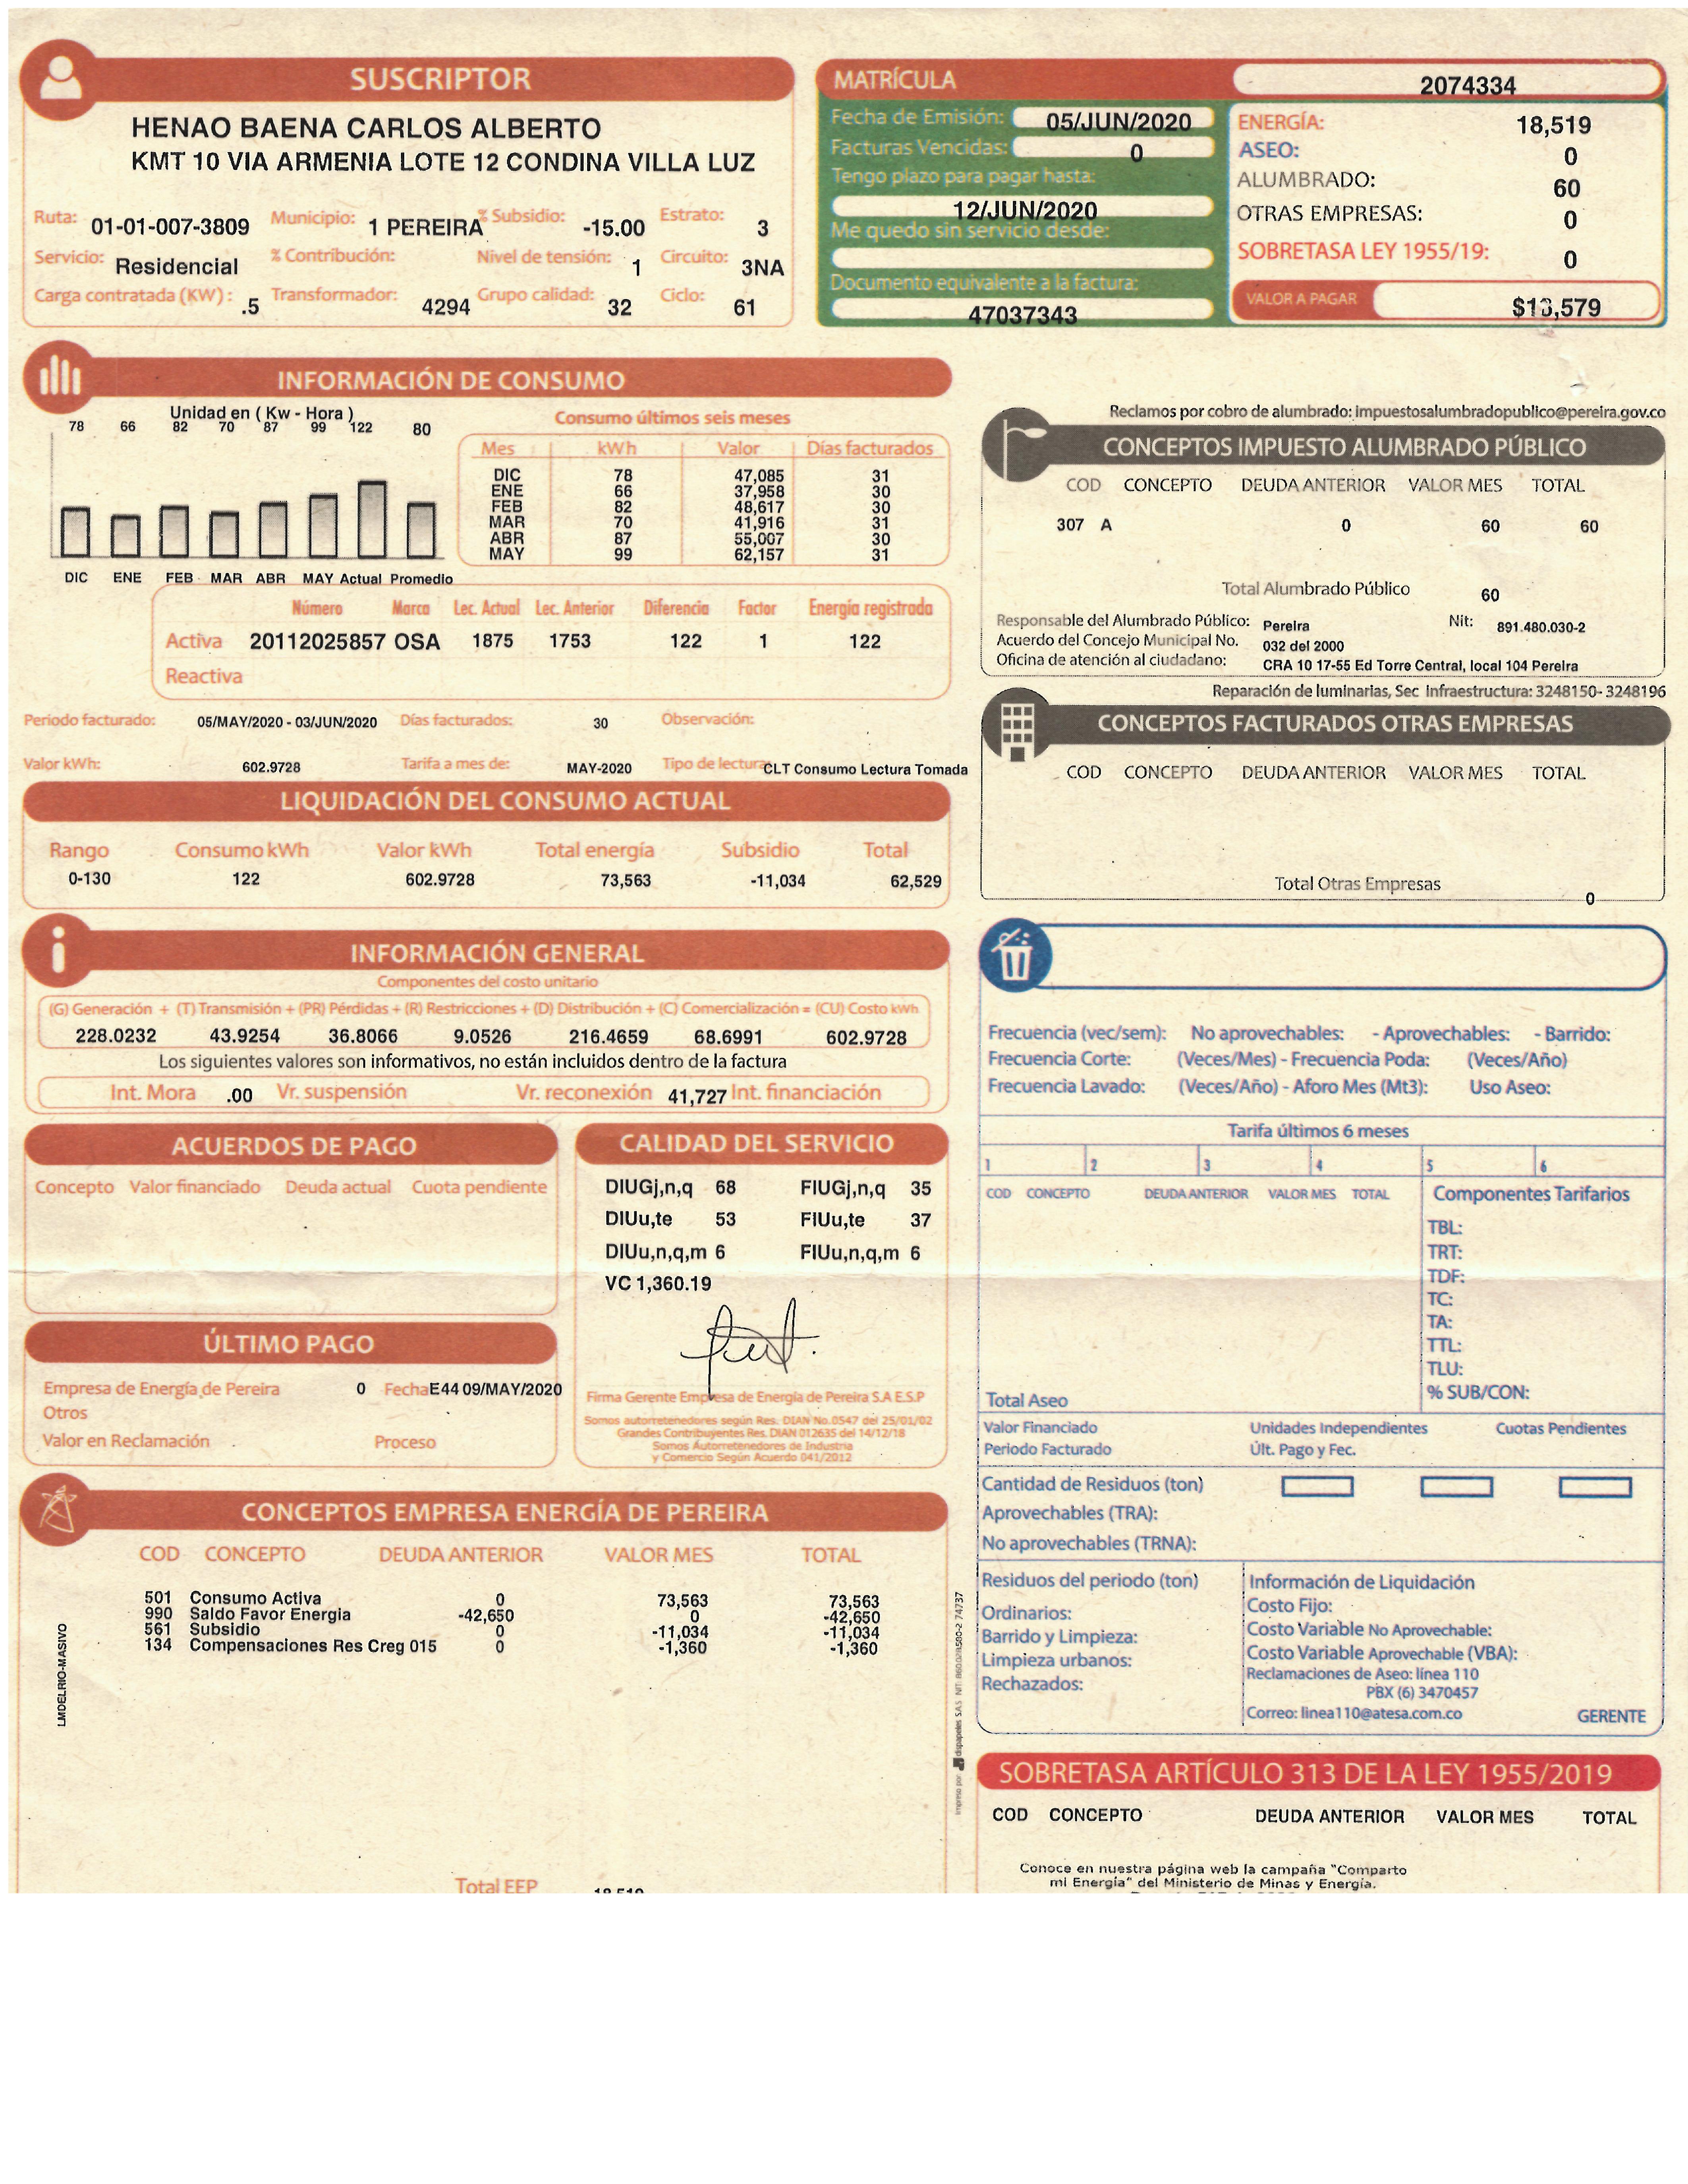 SUSCRIPTOR
HENAO BAENA CARLOS ALBERTO
KMT 10 VIA ARMENIA LOTE 12 CONDINA VILLA LUZ
Ruta: 01-01-007-3809 Municipio: 1 PEREIRA % Subsidio: -15.00 Estrato: 3
Servicio: Residencial % Contribución: Nivel de tensión: 1 Circuito: 3NA
Carga contratada (KW) : .5 Transformador: 4294 Grupo calidad: 32 Ciclo: 61
MATRÍCULA 2074334
Fecha de Emisión: 05/JUN/2020
Facturas Vencidas: 0
Tengo plazo para pagar hasta:
12/JUN/2020
Me quedo sin servicio desde:
Documento equivalente a la factura:
47037343
ENERGÍA: 18,519
ASEO: 0
ALUMBRADO: 60
OTRAS EMPRESAS: 0
SOBRETASA LEY 1955/19: 0
VALOR A PAGAR
INFORMACIÓN DE CONSUMO
Unidad en ( Kw - Hora )
78 66 82 70 87 99 122 80
DIC ENE FEB MAR ABR MAY Actual Promedio
Consumo últimos seis meses
Mes kWh Valor Días facturados
DIC 78 47,085 31
ENE 66 37,958 30
FEB 82 48,617 30
MAR 70 41,916 31
ABR 87 55,007 30
MAY 99 62,157 31
Número Marca Lec. Actual Lec. Anterior Diferencia Factor Energía registrada
Activa 20112025857 OSA 1875 1753 122 1 122
Reactiva
Periodo facturado: 05/MAY/2020 - 03/JUN/2020 Días facturados: 30 Observación:
Valor kWh: 602.9728 Tarifa a mes de: MAY-2020 Tipo de lectura: CLT Consumo Lectura Tomada
LIQUIDACIÓN DEL CONSUMO ACTUAL
Rango Consumo kWh Valor kWh Total energía Subsidio Total
0-130 122 602.9728 73,563 -11,034 62,529
INFORMACIÓN GENERAL
Componentes del costo unitario
(G) Generación + (T) Transmisión + (PR) Pérdidas + (R) Restricciones + (D) Distribución + (C) Comercialización = (CU) Costo kWh
228.0232 43.9254 36.8066 9.0526 216.4659 68.6991 602.9728
Los siguientes valores son informativos, no están incluidos dentro de la factura
Int. Mora .00 Vr. suspensión Vr. reconexión 41,727 Int. financiación
ACUERDOS DE PAGO
Concepto Valor financiado Deuda actual Cuota pendiente
CALIDAD DEL SERVICIO
DIUGj,n,q 68 FIUGj,n,q 35
DIUu,te 53 FIUu,te 37
DIUu,n,q,m 6 FIUu,n,q,m 6
VC 1,360.19
Firma Gerente Empresa de Energía de Pereira S.A E.S.P
Somos autorretenedores según Res. DIAN No.0547 del 25/01/02
Grandes Contribuyentes Res. DIAN 012635 del 14/12/18
Somos Autorretenedores de Industria
y Comercio Según Acuerdo 041/2012
ÚLTIMO PAGO
Empresa de Energía de Pereira 0 Fecha E44 09/MAY/2020
Otros
Valor en Reclamación Proceso
CONCEPTOS EMPRESA ENERGÍA DE PEREIRA
COD CONCEPTO DEUDA ANTERIOR VALOR MES TOTAL
501 Consumo Activa 0 73,563 73,563
990 Saldo Favor Energia -42,650 0 -42,650
561 Subsidio 0 -11,034 -11,034
134 Compensaciones Res Creg 015 0 -1,360 -1,360
LMDELRIO-MASIVO
Total EEP 18,519
Reclamos por cobro de alumbrado: impuestosalumbradopublico@pereira.gov.co
CONCEPTOS IMPUESTO ALUMBRADO PÚBLICO
COD CONCEPTO DEUDA ANTERIOR VALOR MES TOTAL
307 A 0 60 60
Total Alumbrado Público 60
Responsable del Alumbrado Público: Pereira Nit: 891.480.030-2
Acuerdo del Concejo Municipal No. 032 del 2000
Oficina de atención al ciudadano: CRA 10 17-55 Ed Torre Central, local 104 Pereira
Reparación de luminarias, Sec Infraestructura: 3248150- 3248196
CONCEPTOS FACTURADOS OTRAS EMPRESAS
COD CONCEPTO DEUDA ANTERIOR VALOR MES TOTAL
Total Otras Empresas 0
Frecuencia (vec/sem): No aprovechables: - Aprovechables: - Barrido:
Frecuencia Corte: (Veces/Mes) - Frecuencia Poda: (Veces/Año)
Frecuencia Lavado: (Veces/Año) - Aforo Mes (Mt3): Uso Aseo:
Tarifa últimos 6 meses
1 2 3 4 5 6
COD CONCEPTO DEUDA ANTERIOR VALOR MES TOTAL Componentes Tarifarios
TBL:
TRT:
TDF:
TC:
TA:
TTL:
TLU:
Total Aseo % SUB/CON:
Valor Financiado Unidades Independientes Cuotas Pendientes
Periodo Facturado Últ. Pago y Fec.
Cantidad de Residuos (ton)
Aprovechables (TRA):
No aprovechables (TRNA):
Residuos del periodo (ton)
Ordinarios:
Barrido y Limpieza:
Limpieza urbanos:
Rechazados:
Información de Liquidación
Costo Fijo:
Costo Variable No Aprovechable:
Costo Variable Aprovechable (VBA):
Reclamaciones de Aseo: línea 110
PBX (6) 3470457
Correo: linea110@atesa.com.co GERENTE
SOBRETASA ARTÍCULO 313 DE LA LEY 1955/2019
COD CONCEPTO DEUDA ANTERIOR VALOR MES TOTAL
Conoce en nuestra página web la campaña "Comparto
mi Energía" del Ministerio de Minas y Energía.